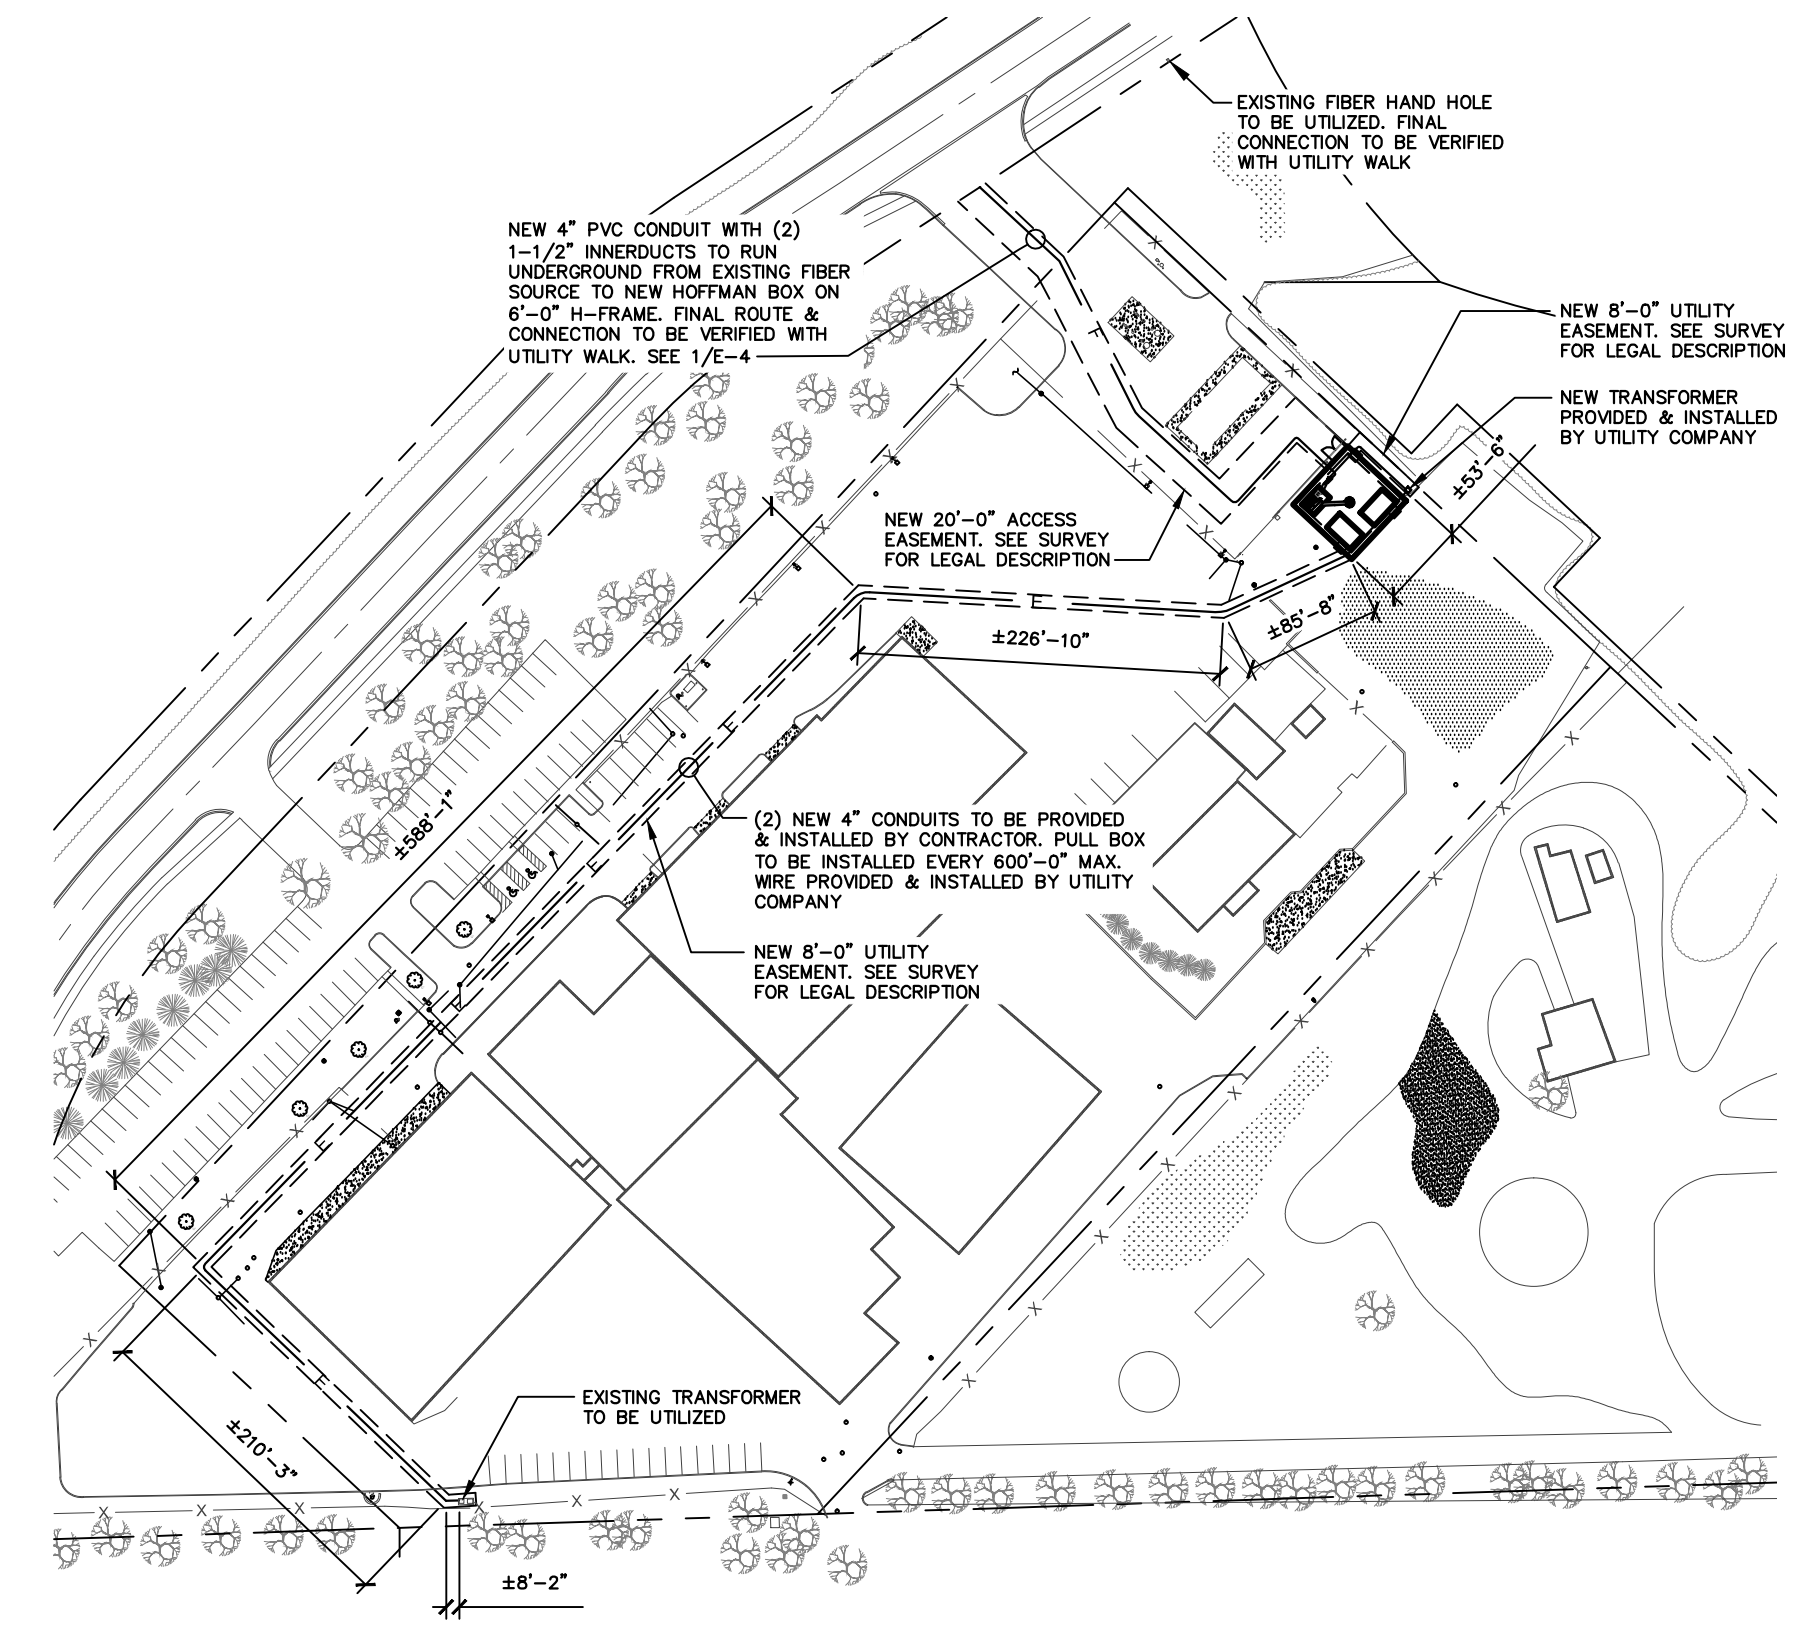 EXISTING FIBER HAND HOLE
TO BE UTILIZED. FINAL
CONNECTION TO BE VERIFIED
WITH UTILITY WALK
NEW 4" PVC CONDUIT WITH (2)
1-1/2" INNERDUCTS TO RUN
UNDERGROUND FROM EXISTING FIBER
SOURCE TO NEW HOFFMAN BOX ON
6'-0" H-FRAME. FINAL ROUTE &
CONNECTION TO BE VERIFIED WITH
UTILITY WALK. SEE 1/E-4
NEW 8'-0" UTILITY
EASEMENT. SEE SURVEY
FOR LEGAL DESCRIPTION
NEW TRANSFORMER
PROVIDED & INSTALLED
BY UTILITY COMPANY
±53'-6"
NEW 20'-0" ACCESS
EASEMENT. SEE SURVEY
FOR LEGAL DESCRIPTION
±226'-10"
±85'-8"
±588'-1"
(2) NEW 4" CONDUITS TO BE PROVIDED
& INSTALLED BY CONTRACTOR. PULL BOX
TO BE INSTALLED EVERY 600'-0" MAX.
WIRE PROVIDED & INSTALLED BY UTILITY
COMPANY
NEW 8'-0" UTILITY
EASEMENT. SEE SURVEY
FOR LEGAL DESCRIPTION
EXISTING TRANSFORMER
TO BE UTILIZED
±210'-3"
±8'-2"